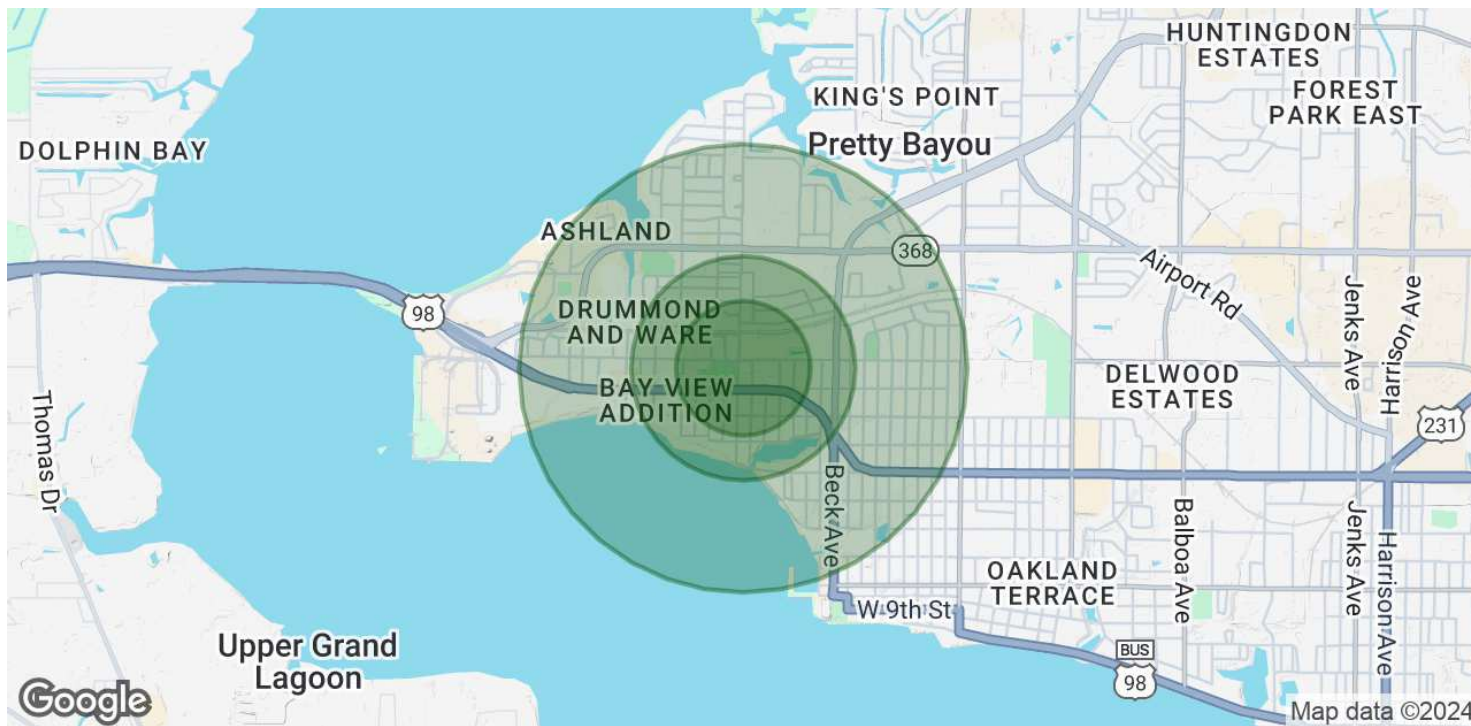 HUNTINGDON
ESTATES
KING'S POINT
FOREST
PARK EAST
DOLPHIN BAY
Pretty Bayou
ASHLAND
368
Airport Rd
98
DRUMMOND
AND WARE
Jenks Ave
Harrison Ave
BAY VIEW
ADDITION
DELWOOD
ESTATES
231
Thomas Dr
Beck Ave
Balboa Ave
Jenks Ave
Harrison Ave
OAKLAND
TERRACE
W 9th St
Upper Grand
Lagoon
BUS
98
Google
Map data ©2024